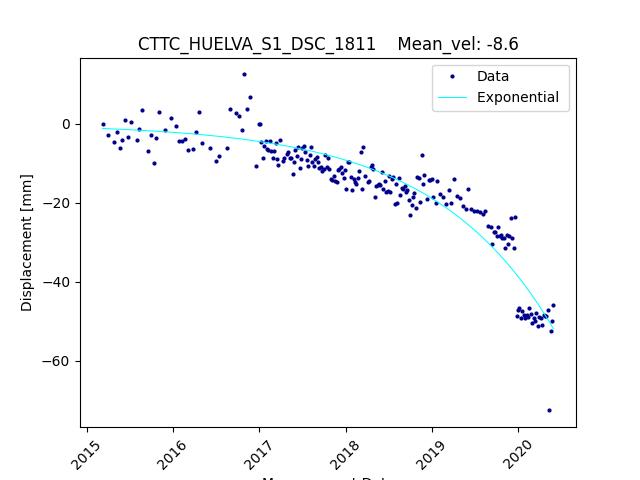 CTTC_HUELVA_S1_DSC_1811    Mean_vel: -8.6
Data
Exponential
Displacement [mm]
0
−20
−40
−60
2015
2016
2017
2018
2019
2020